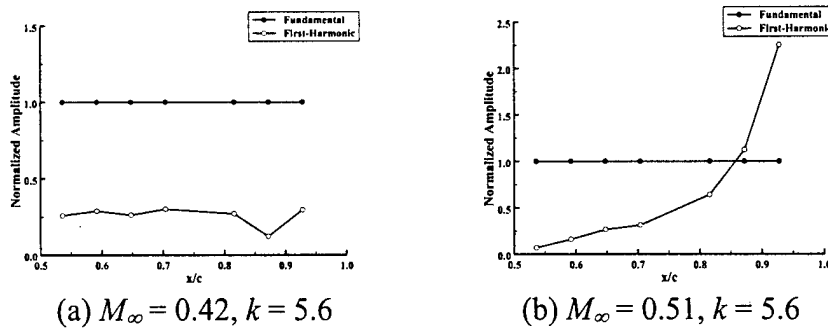 Fundamental
First-Harmonic
Normalized Amplitude
1.5
1.0
0.5
0.0
0.5 0.6 0.7 0.8 0.9 1.0
x/c
(a) M∞ = 0.42, k = 5.6
Fundamental
First-Harmonic
Normalized Amplitude
2.5
2.0
1.5
1.0
0.5
0.0
0.5 0.6 0.7 0.8 0.9 1.0
x/c
(b) M∞ = 0.51, k = 5.6